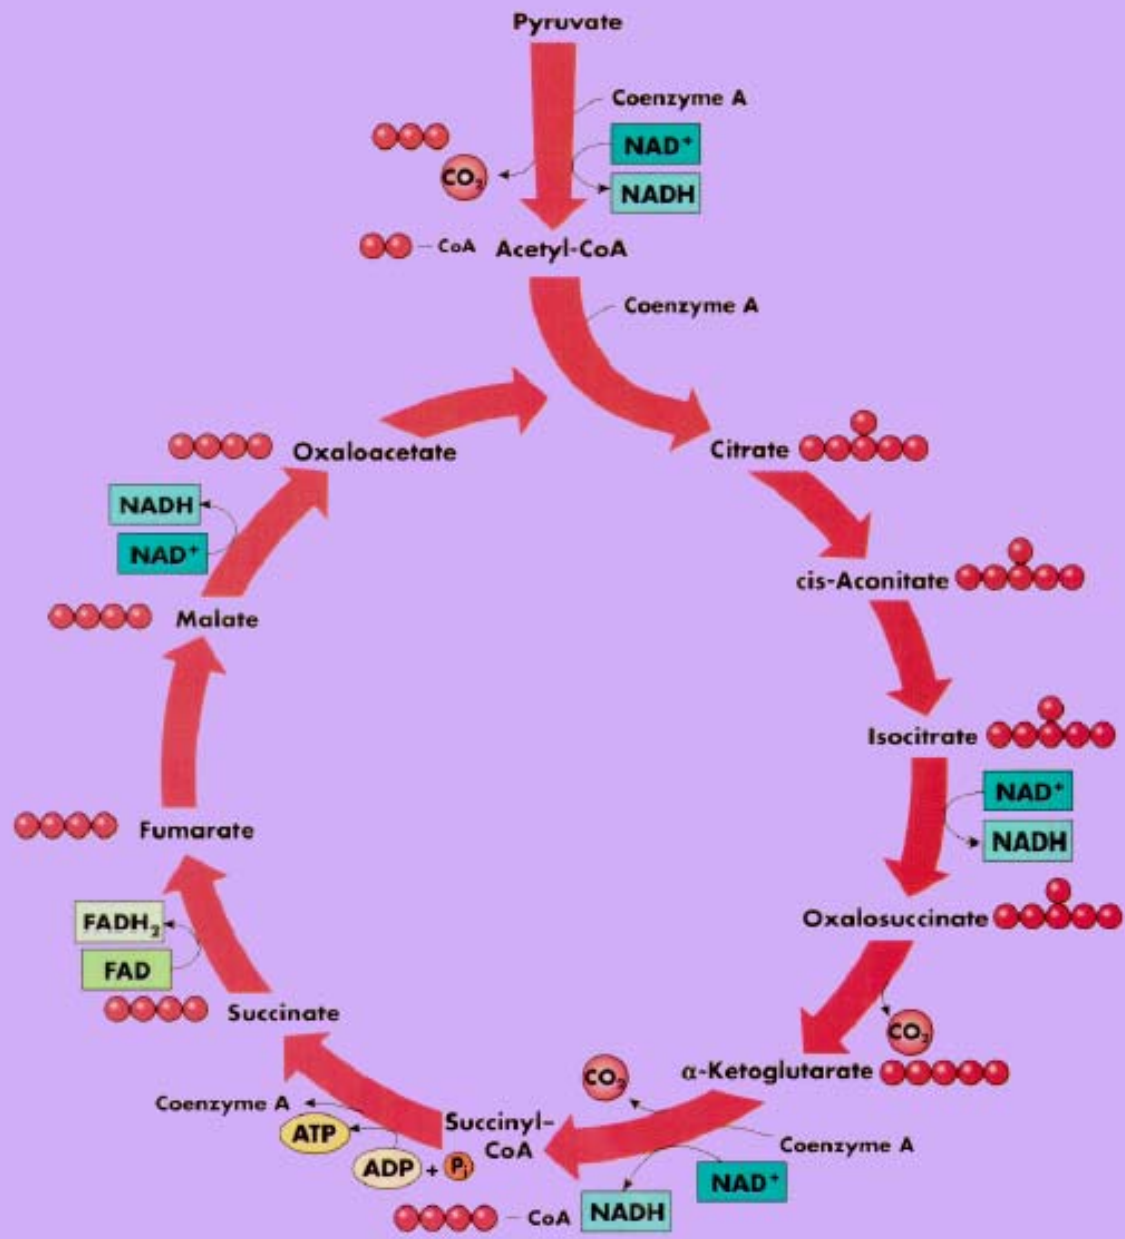 Pyruvate
Coenzyme A
NAD+
CO2
NADH
CoA Acetyl-CoA
Coenzyme A
Oxaloacetate
Citrate
NADH
NAD+
cis-Aconitate
Malate
Isocitrate
NAD+
Fumarate
NADH
FADH2
Oxalosuccinate
FAD
Succinate
CO2
α-Ketoglutarate
CO2
Coenzyme A
Succinyl-
CoA
ATP
Coenzyme A
ADP + Pi
NAD+
CoA
NADH